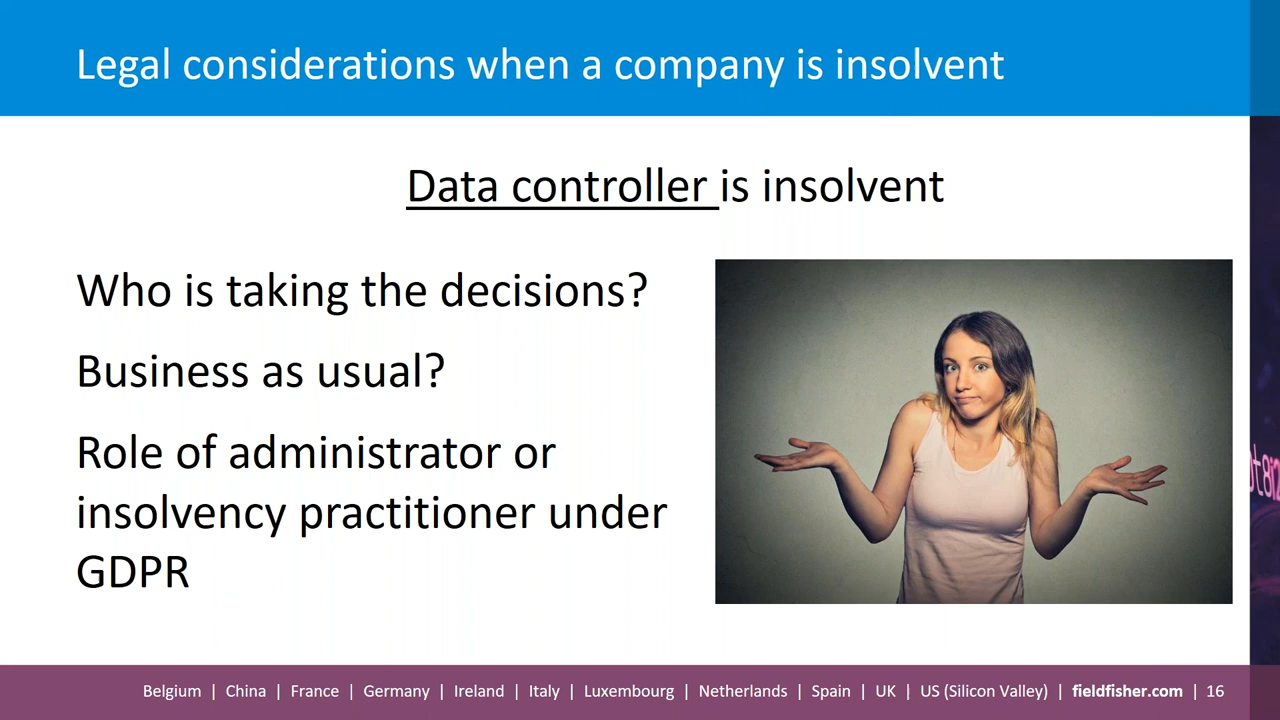 Legal considerations when a company is insolvent
Data controller is insolvent
Who is taking the decisions?
Business as usual?
Role of administrator or
insolvency practitioner under
GDPR
Belgium | China | France | Germany | Ireland | Italy | Luxembourg | Netherlands | Spain | UK | US (Silicon Valley) | fieldfisher.com | 16